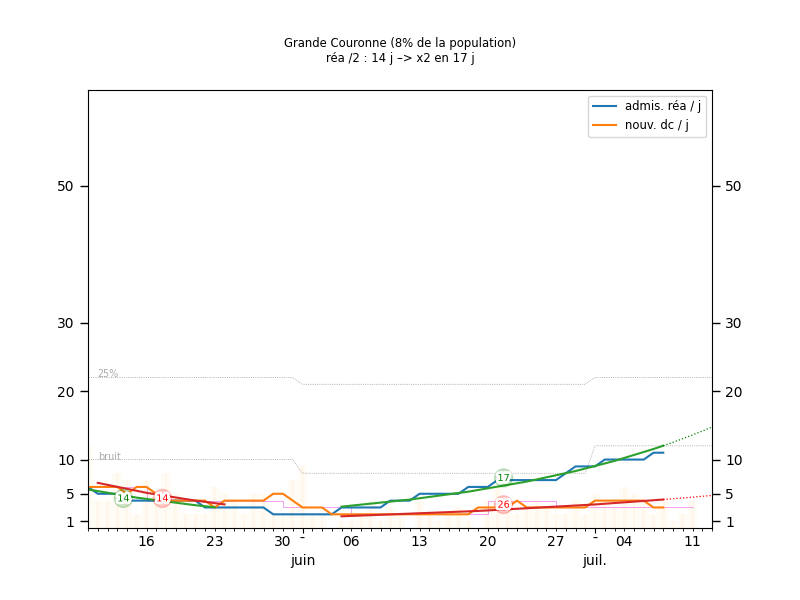 Grande Couronne (8% de la population)
réa /2 : 14 j –> x2 en 17 j
admis. réa / j
nouv. dc / j
50 50
30 30
25%
20 20
bruit
10 10
17
5 14 14 26 5
1 1
16 23 30 - 06 13 20 27 - 04 11
juin juil.